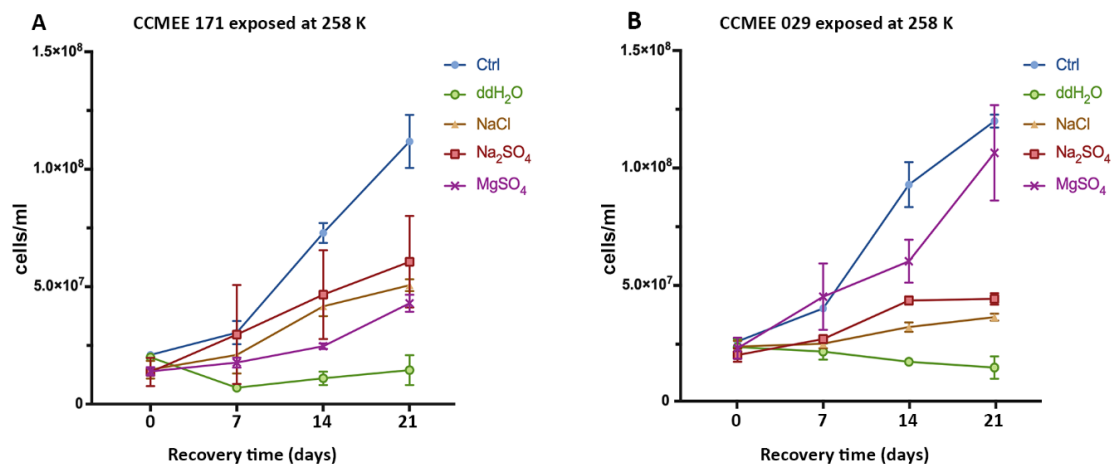 A
CCMEE 171 exposed at 258 K
1.5×10⁸
1.0×10⁸
5.0×10⁷
0
cells/ml
0 7 14 21
Recovery time (days)
Ctrl
ddH₂O
NaCl
Na₂SO₄
MgSO₄
B
CCMEE 029 exposed at 258 K
1.5×10⁸
1.0×10⁸
5.0×10⁷
0
cells/ml
0 7 14 21
Recovery time (days)
Ctrl
ddH₂O
NaCl
Na₂SO₄
MgSO₄